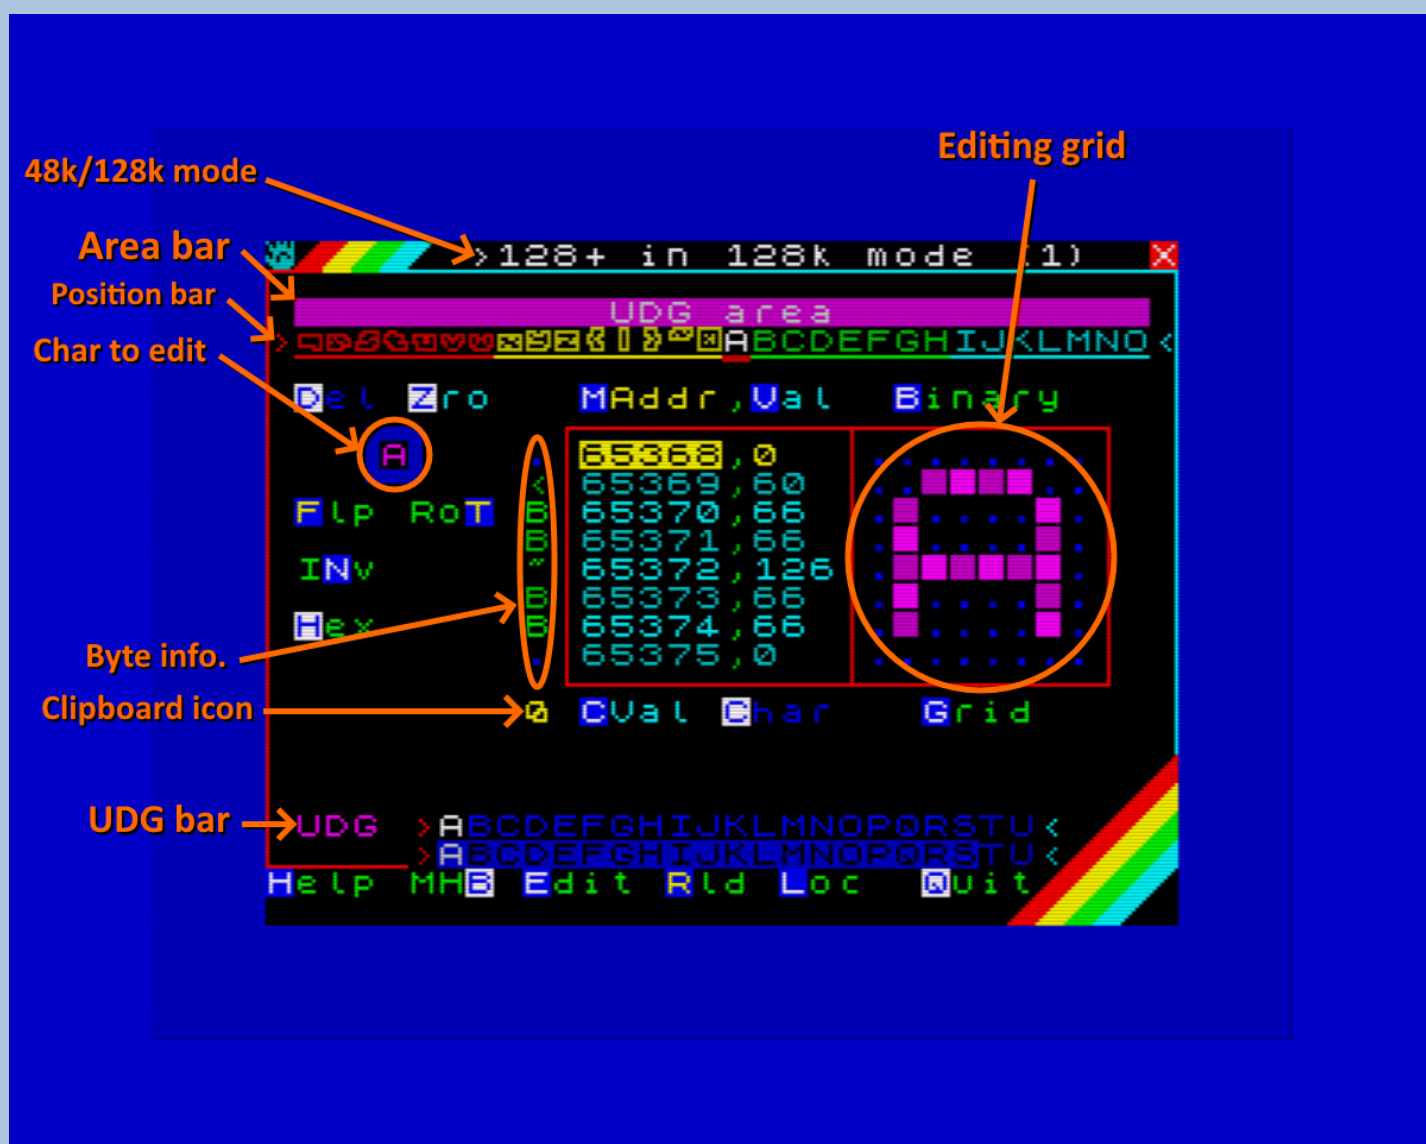 Editing grid
48k/128k mode
>128+ in 128k mode (1) X
Area bar
UDG area
Position bar
ABCDEFGHIJKLMNO <
Char to edit
Del Zro MAddr,Val Binary
A
65368,0
< 65369,60
Flp RoT B 65370,66
B 65371,66
INv ~ 65372,126
B 65373,66
Hex B 65374,66
65375,0
Byte info.
Clipboard icon
CVal Char Grid
UDG bar
UDG >ABCDEFGHIJKLMNOPQRSTU<
>ABCDEFGHIJKLMNOPQRSTU<
Help MHB Edit Rld Loc Quit